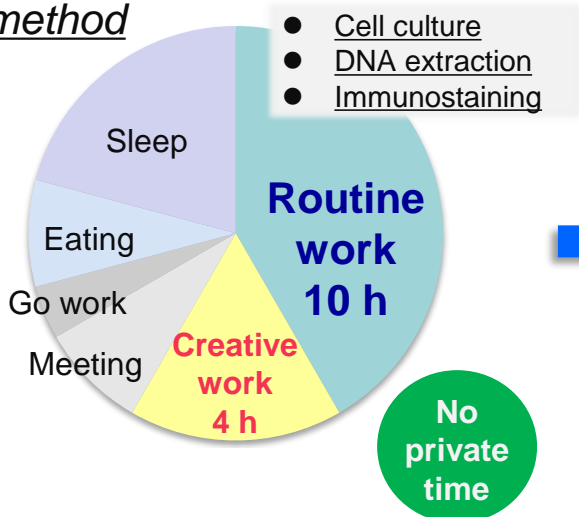 method
● Cell culture
● DNA extraction
● Immunostaining
Sleep
Eating
Go work
Meeting
Creative
work
4 h
Routine
work
10 h
No
private
time